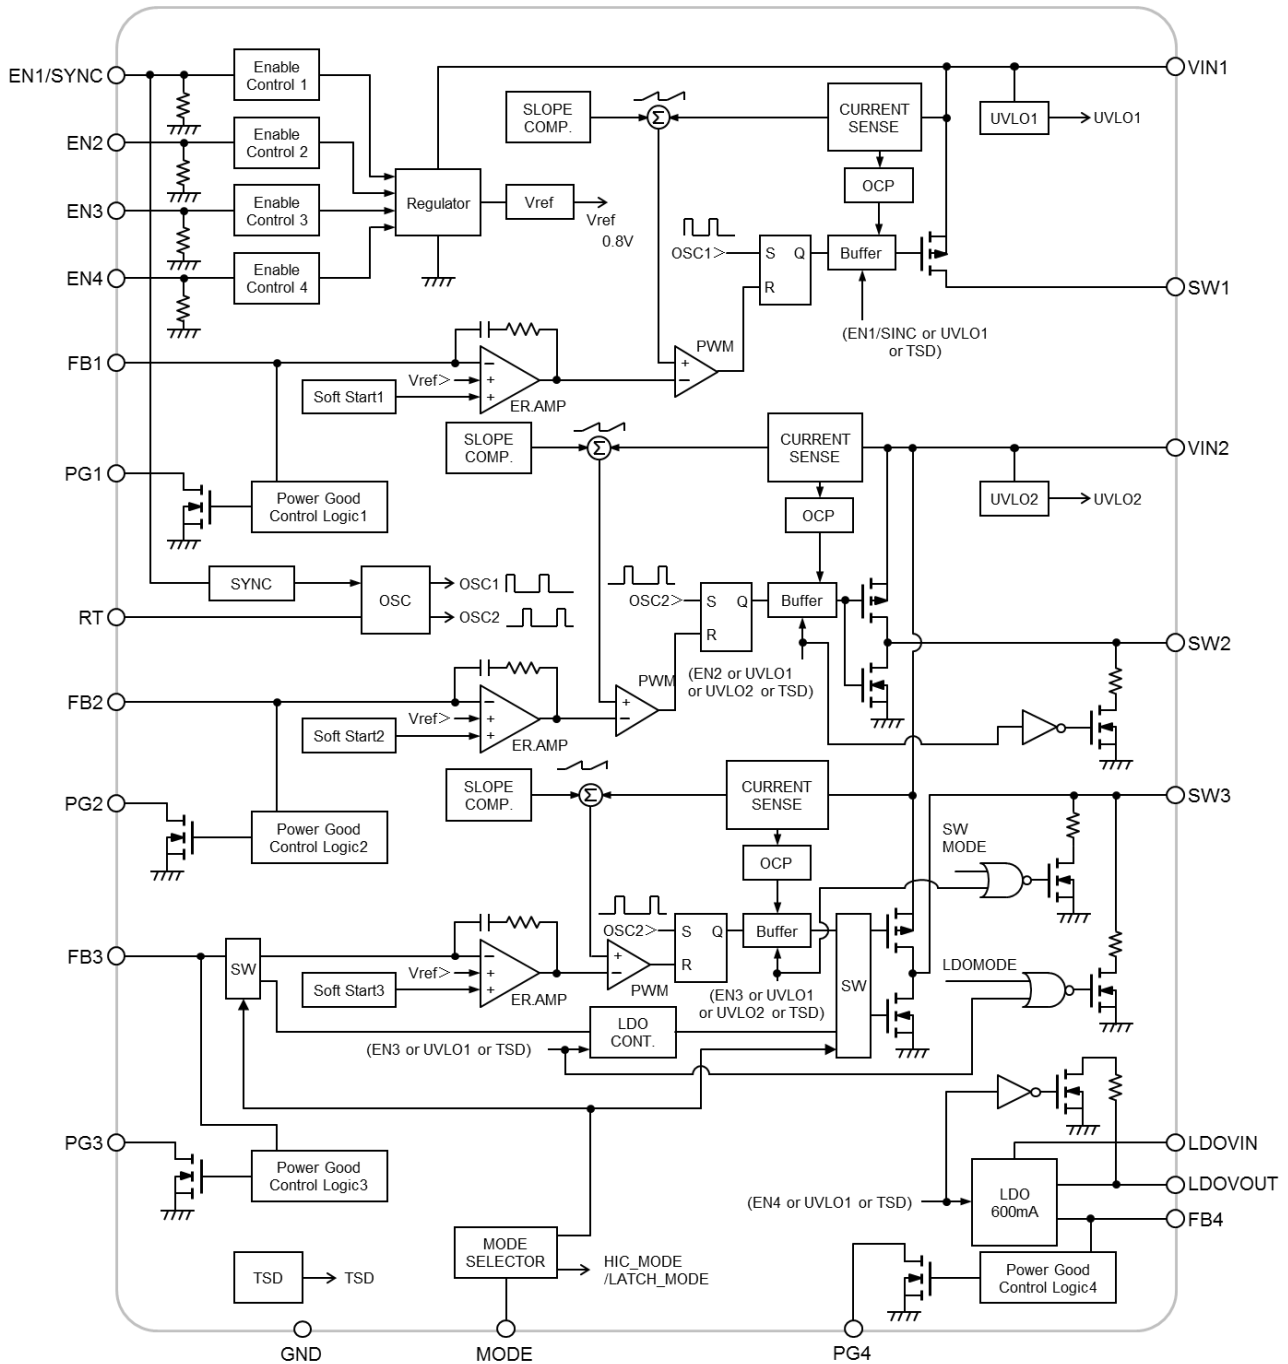 EN1/SYNC
Enable
Control 1
EN2
Enable
Control 2
EN3
Enable
Control 3
EN4
Enable
Control 4
Regulator
Vref
Vref
0.8V
SLOPE
COMP.
Σ
CURRENT
SENSE
OCP
UVLO1
UVLO1
VIN1
OSC1
S
Q
R
Buffer
SW1
(EN1/SINC or UVLO1
or TSD)
FB1
Vref
Soft Start1
−
+
+
ER.AMP
+
−
PWM
PG1
Power Good
Control Logic1
SLOPE
COMP.
Σ
CURRENT
SENSE
OCP
UVLO2
UVLO2
VIN2
SYNC
OSC
OSC1
OSC2
RT
OSC2
S
Q
R
Buffer
SW2
(EN2 or UVLO1
or UVLO2 or TSD)
FB2
Vref
Soft Start2
−
+
+
ER.AMP
+
−
PWM
PG2
Power Good
Control Logic2
SLOPE
COMP.
Σ
CURRENT
SENSE
OCP
SW3
SW
MODE
OSC2
S
Q
R
Buffer
SW
FB3
SW
Vref
Soft Start3
−
+
+
ER.AMP
+
−
PWM
(EN3 or UVLO1
or UVLO2 or TSD)
LDOMODE
LDO
CONT.
(EN3 or UVLO1 or TSD)
PG3
Power Good
Control Logic3
LDOVIN
LDOVOUT
FB4
(EN4 or UVLO1 or TSD)
LDO
600mA
MODE
SELECTOR
HIC_MODE
/LATCH_MODE
TSD
TSD
Power Good
Control Logic4
GND
MODE
PG4